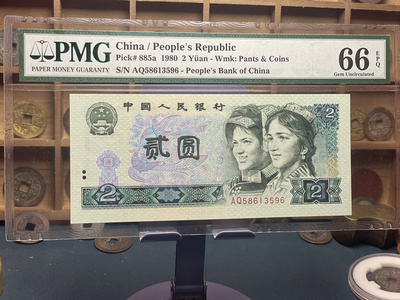 PMG
PAPER MONEY GUARANTY
China / People's Republic
Pick# 885a 1980 2 Yüan - Wmk: Pants & Coins
S/N AQ58613596 - People's Bank of China
66 EPQ
Gem Uncirculated
中国人民银行
贰圆
2
2
2
AQ58613596